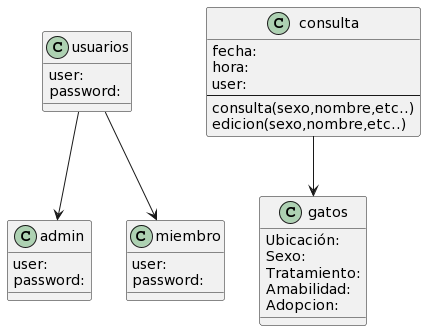 C usuarios
user:
password:
C consulta
fecha:
hora:
user:
consulta(sexo,nombre,etc..)
edicion(sexo,nombre,etc..)
C admin
user:
password:
C miembro
user:
password:
C gatos
Ubicación:
Sexo:
Tratamiento:
Amabilidad:
Adopcion: